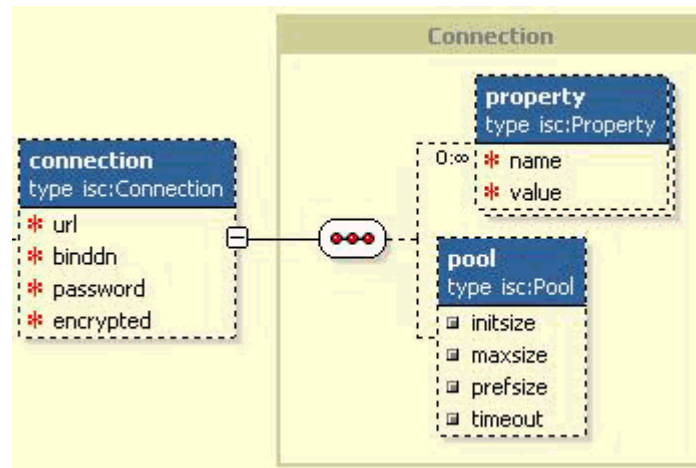 Connection
property
type isc:Property
0:∞
* name
* value
connection
type isc:Connection
* url
* binddn
* password
* encrypted
pool
type isc:Pool
initsize
maxsize
prefsize
timeout